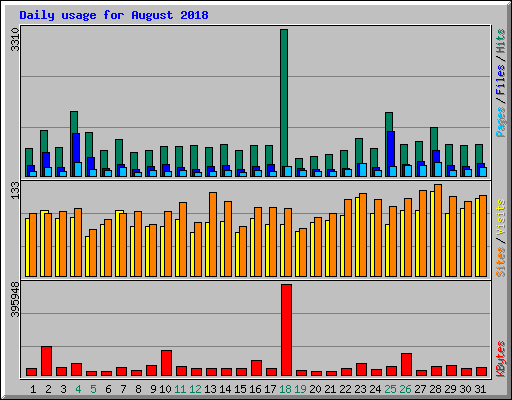 Daily usage for August 2018
3310
Pages / Files / Hits
133
Sites / Visits
395948
KBytes
1 2 3 4 5 6 7 8 9 10 11 12 13 14 15 16 17 18 19 20 21 22 23 24 25 26 27 28 29 30 31